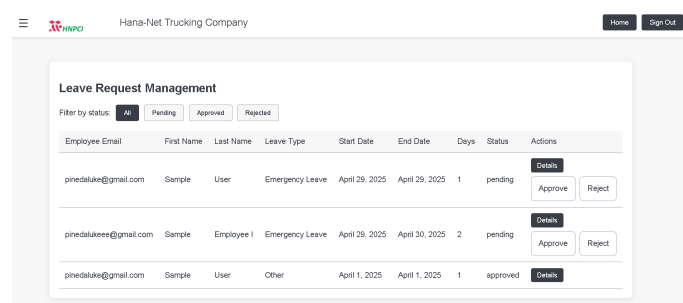 ☰ HNPCI Hana-Net Trucking Company Home Sign Out
Leave Request Management
Filter by status: All Pending Approved Rejected
Employee Email First Name Last Name Leave Type Start Date End Date Days Status Actions
pinedaluke@gmail.com Sample User Emergency Leave April 29, 2025 April 29, 2025 1 pending Details
Approve Reject
pinedalukeee@gmail.com Sample Employee I Emergency Leave April 29, 2025 April 30, 2025 2 pending Details
Approve Reject
pinedaluke@gmail.com Sample User Other April 1, 2025 April 1, 2025 1 approved Details